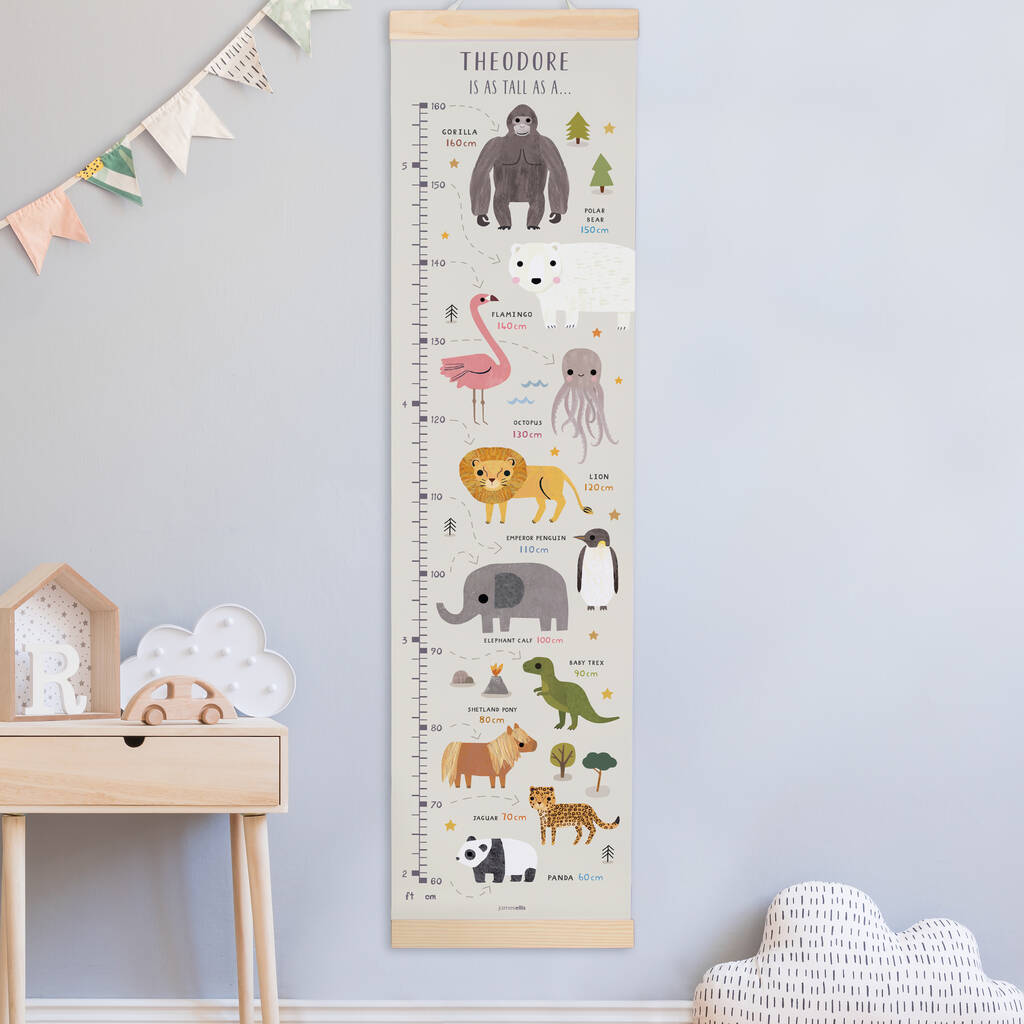 THEODORE
IS AS TALL AS A...
160
GORILLA
160cm
5
150
POLAR
BEAR
150cm
140
FLAMINGO
140cm
130
4
120
OCTOPUS
130cm
LION
120cm
110
EMPEROR PENGUIN
110cm
100
3
ELEPHANT CALF 100cm
90
BABY TREX
90cm
SHETLAND PONY
80cm
80
70
JAGUAR 70cm
2
60
PANDA 60cm
ft cm
jamesellis
R